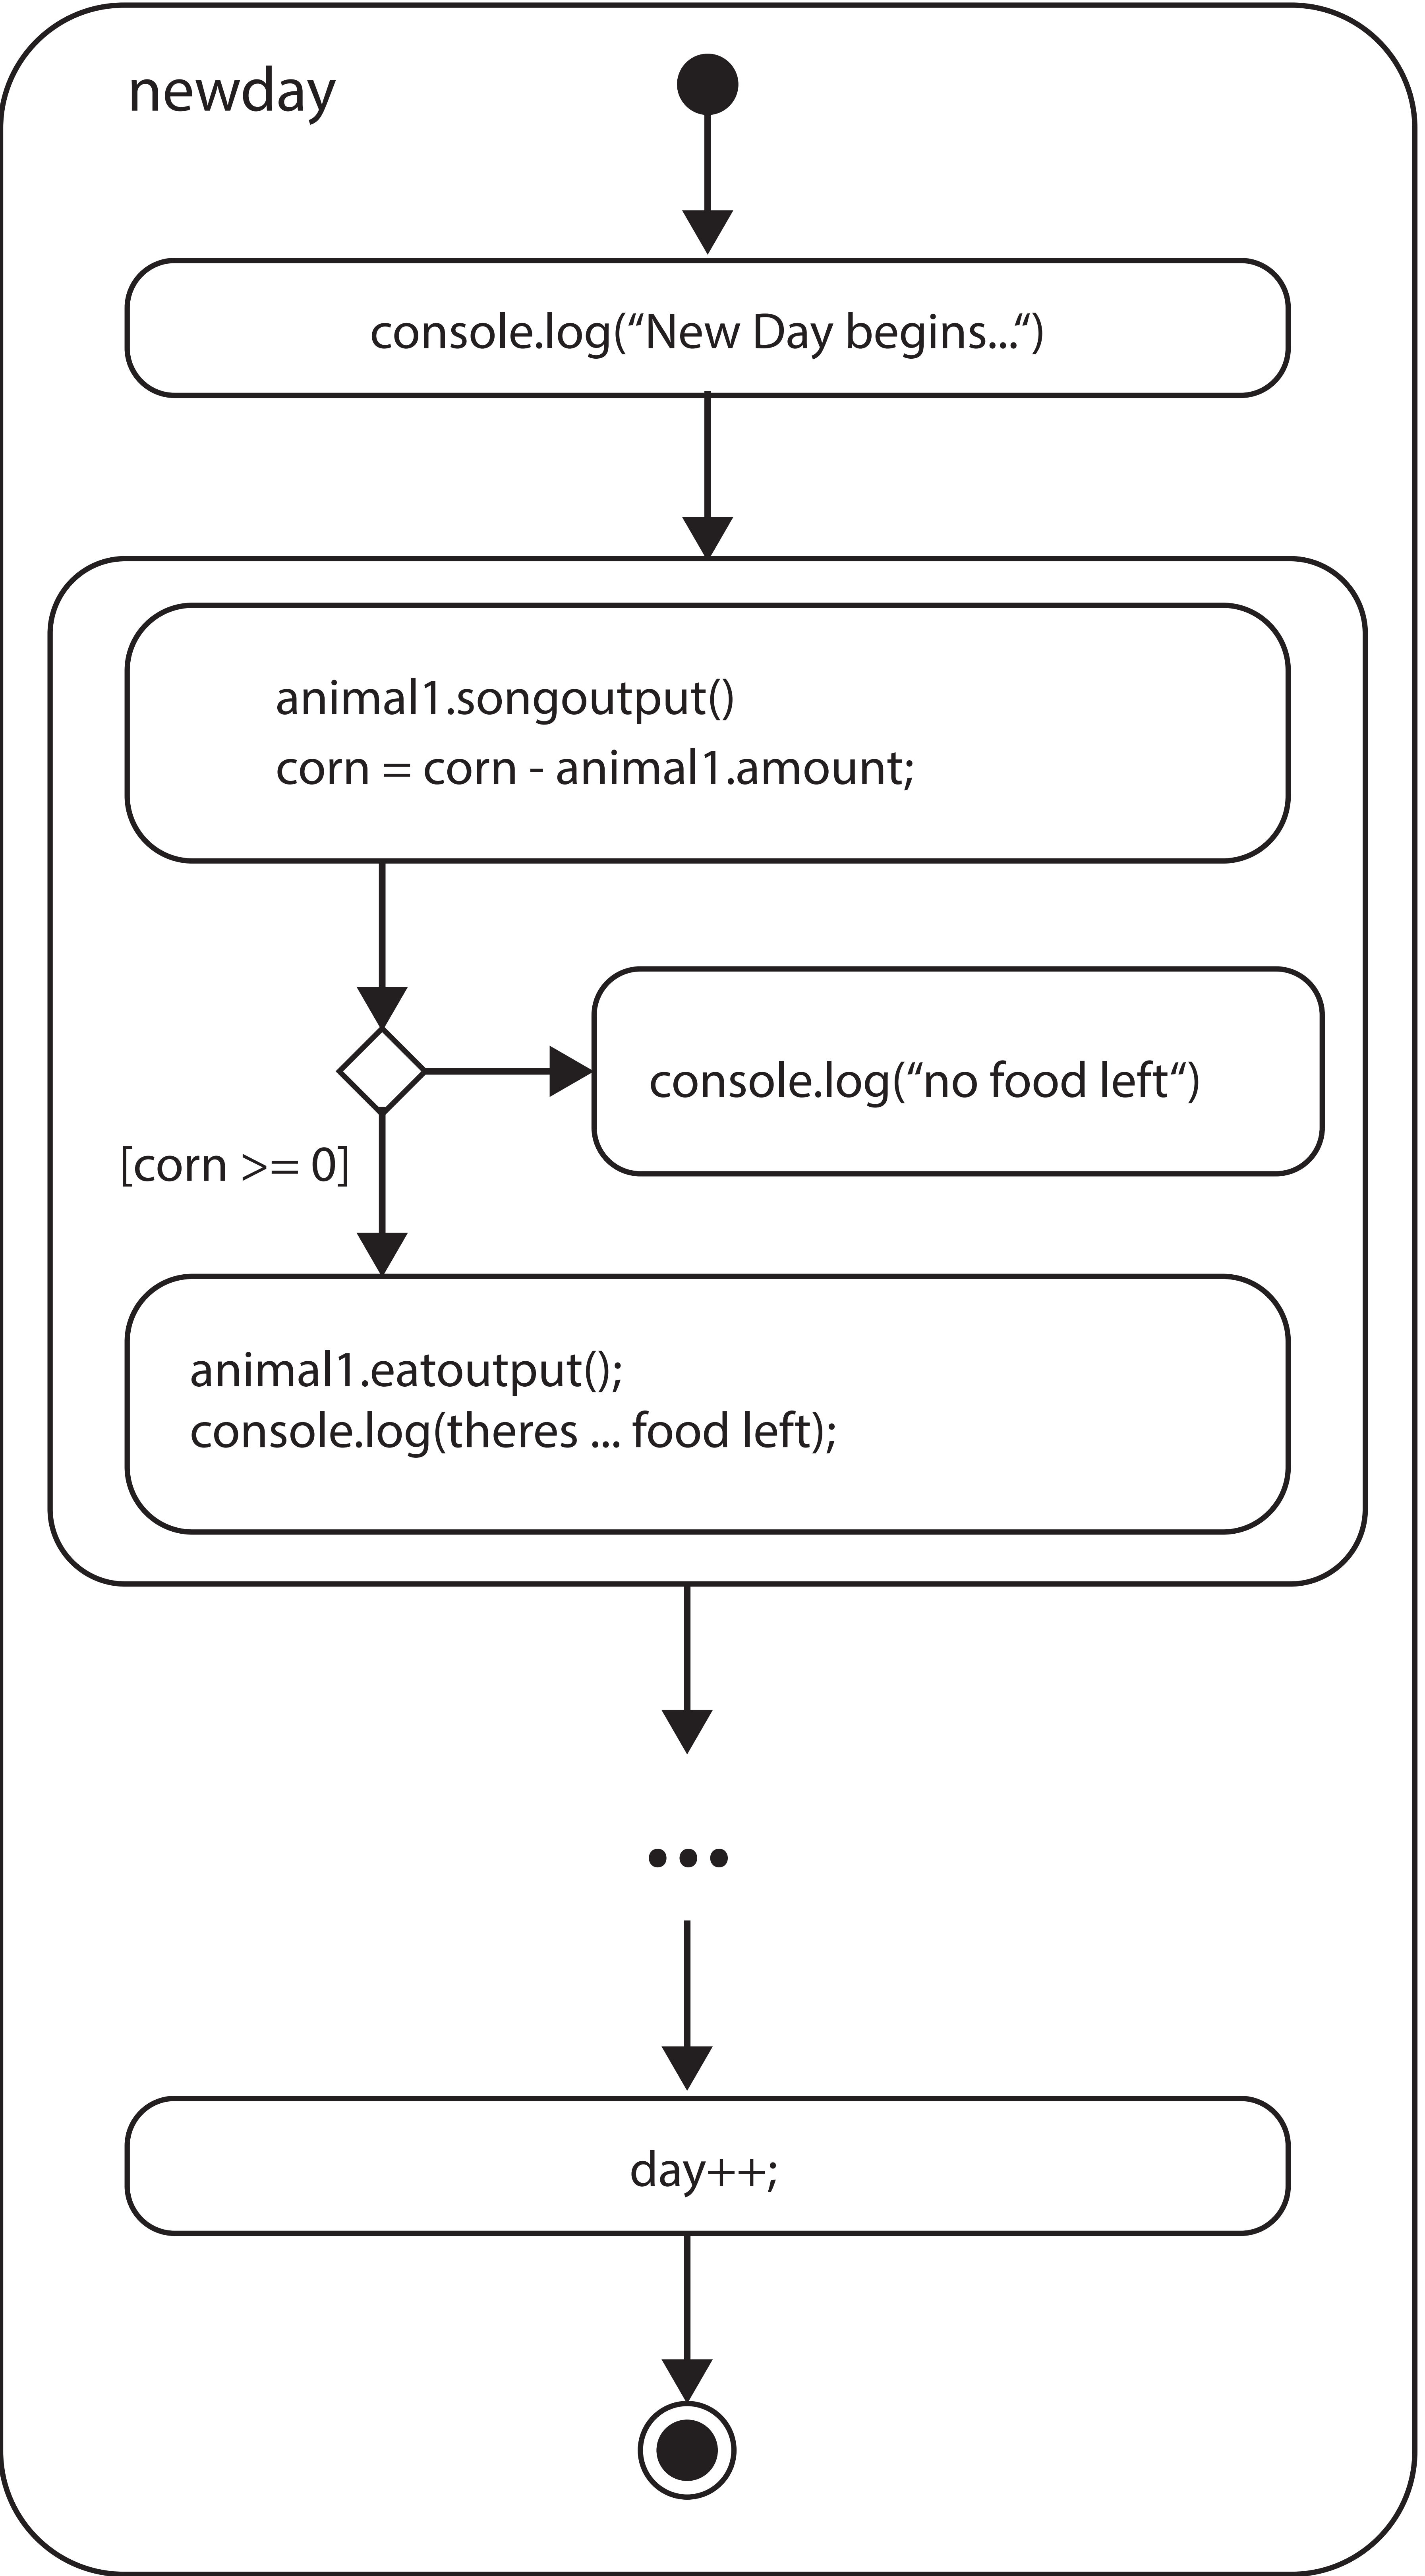 newday
console.log(“New Day begins...“)
animal1.songoutput()
corn = corn - animal1.amount;
console.log(“no food left“)
[corn >= 0]
animal1.eatoutput();
console.log(theres ... food left);
...
day++;